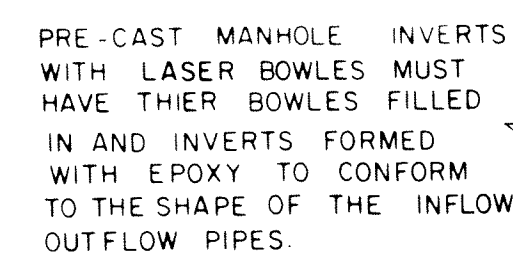 PRE-CAST MANHOLE INVERTS
WITH LASER BOWLES MUST
HAVE THIER BOWLES FILLED
IN AND INVERTS FORMED
WITH EPOXY TO CONFORM
TO THE SHAPE OF THE INFLOW
OUTFLOW PIPES.